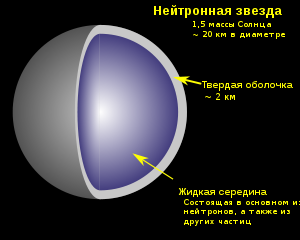 Нейтронная звезда
1,5 массы Солнца
~ 20 км в диаметре
Твердая оболочка
~ 2 км
Жидкая середина
Состоящая в основном из
нейтронов, а также из
других частиц